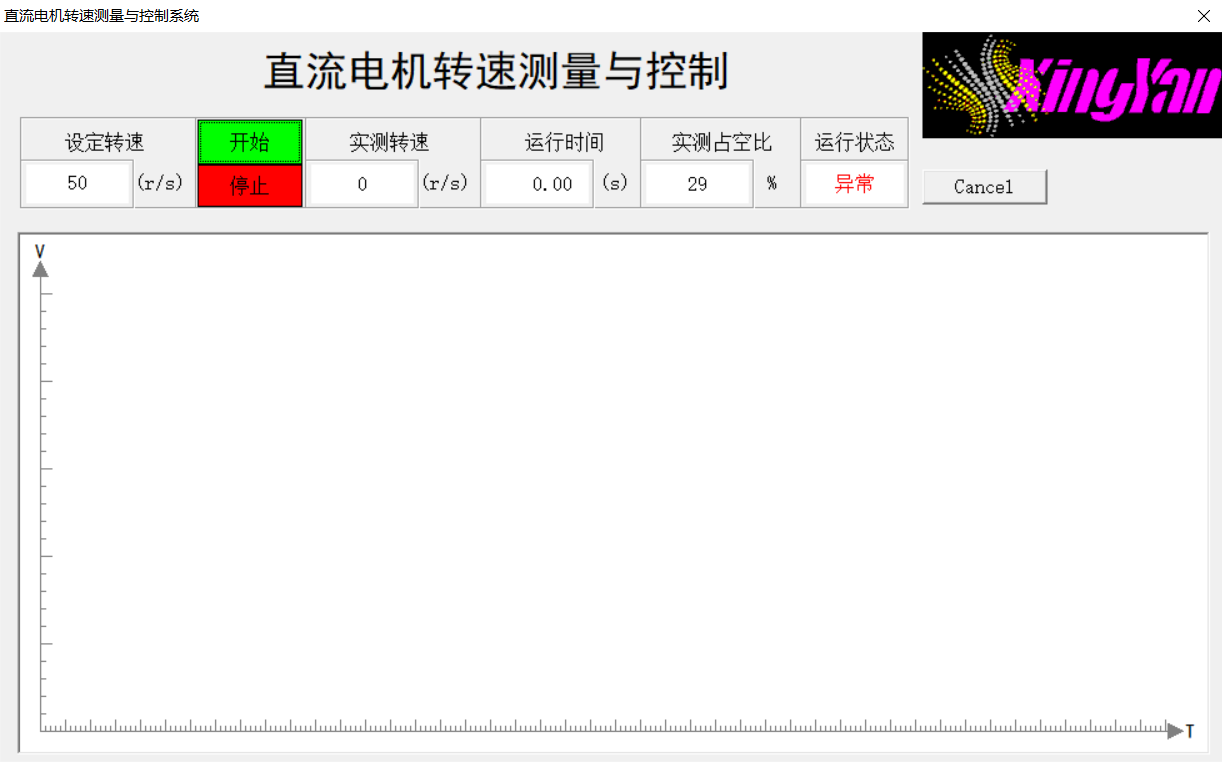 直流电机转速测量与控制系统
直流电机转速测量与控制
XingYan
设定转速 开始 实测转速 运行时间 实测占空比 运行状态
50 (r/s) 停止 0 (r/s) 0.00 (s) 29 % 异常
Cancel
V
T